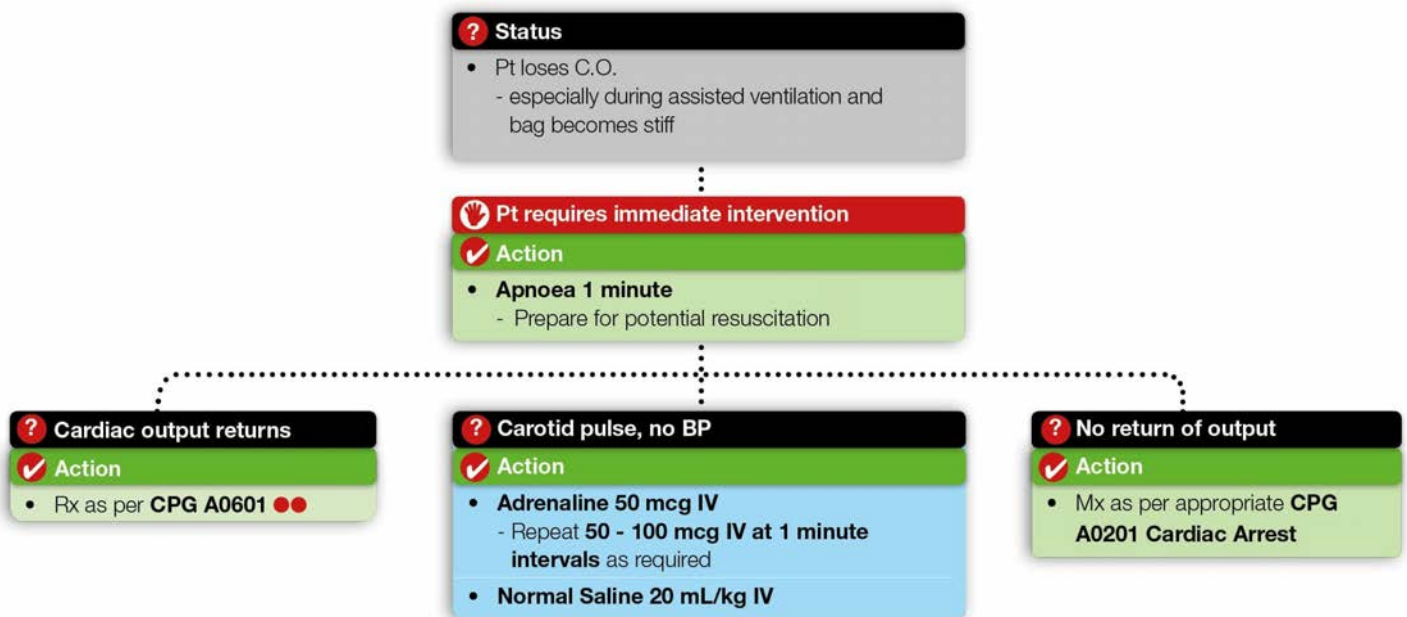 Status
• Pt loses C.O.
- especially during assisted ventilation and
bag becomes stiff
Pt requires immediate intervention
Action
• Apnoea 1 minute
- Prepare for potential resuscitation
Cardiac output returns
Action
• Rx as per CPG A0601
Carotid pulse, no BP
Action
• Adrenaline 50 mcg IV
- Repeat 50 - 100 mcg IV at 1 minute
intervals as required
• Normal Saline 20 mL/kg IV
No return of output
Action
• Mx as per appropriate CPG
A0201 Cardiac Arrest